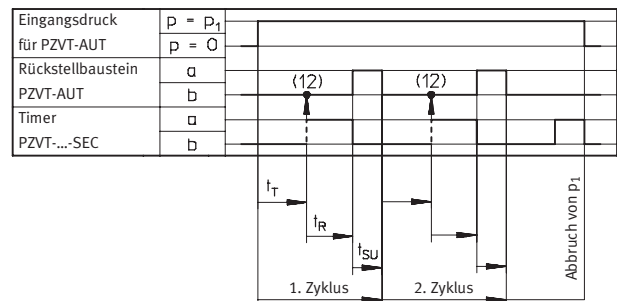 Eingangsdruck p = p1
für PZVT-AUT p = 0
Rückstellbaustein a
PZVT-AUT b
Timer a
PZVT-...-SEC b
(12) (12)
tT
tR
tSU
1. Zyklus 2. Zyklus
Abbruch von p1